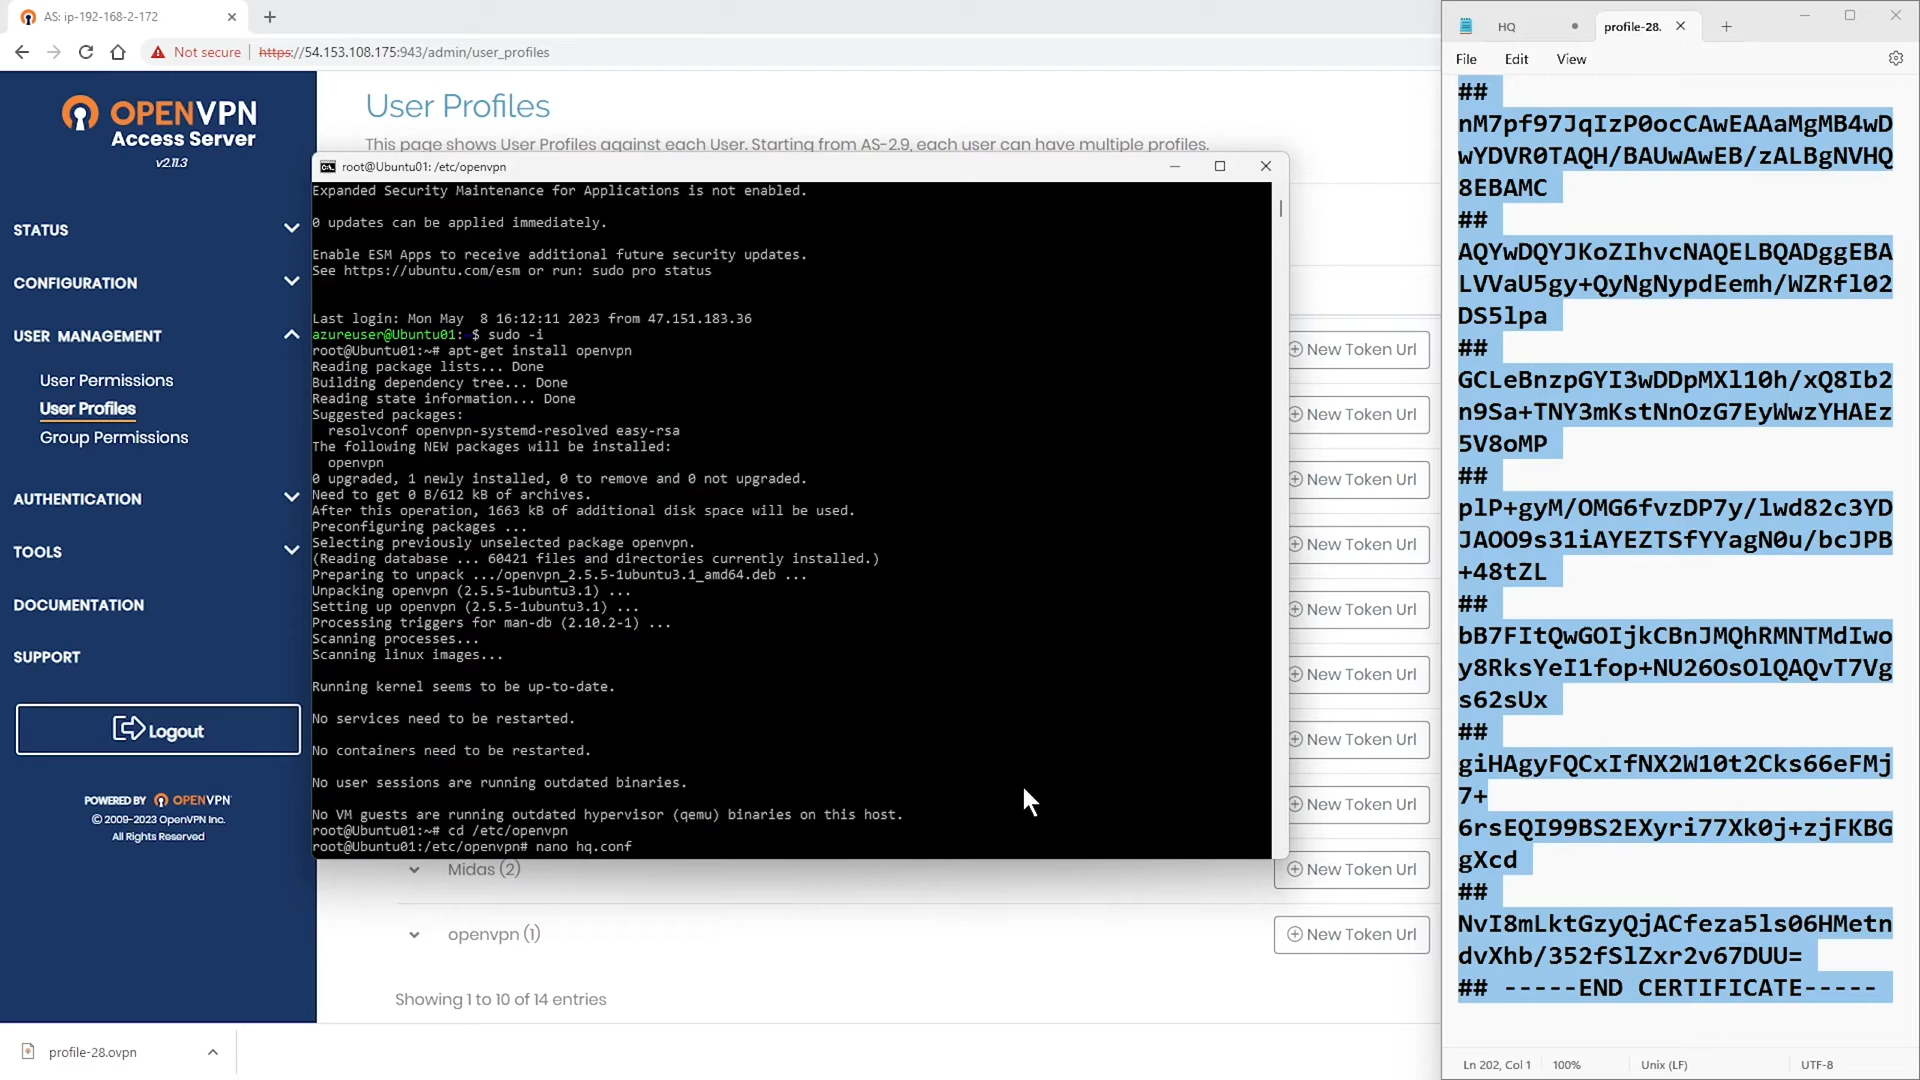 AS: ip-192-168-2-172
Not secure
https://54.153.108.175:943/admin/user_profiles
OPENVPN
Access Server
v2.11.3
STATUS
CONFIGURATION
USER MANAGEMENT
User Permissions
User Profiles
Group Permissions
AUTHENTICATION
TOOLS
DOCUMENTATION
SUPPORT
Logout
POWERED BY OPENVPN
© 2009-2023 OpenVPN Inc.
All Rights Reserved
User Profiles
This page shows User Profiles against each User. Starting from AS-2.9, each user can have multiple profiles.
root@Ubuntu01: /etc/openvpn
Expanded Security Maintenance for Applications is not enabled.
0 updates can be applied immediately.
Enable ESM Apps to receive additional future security updates.
See https://ubuntu.com/esm or run: sudo pro status
Last login: Mon May  8 16:12:11 2023 from 47.151.183.36
azureuser@Ubuntu01:~$ sudo -i
root@Ubuntu01:~# apt-get install openvpn
Reading package lists... Done
Building dependency tree... Done
Reading state information... Done
Suggested packages:
resolvconf openvpn-systemd-resolved easy-rsa
The following NEW packages will be installed:
openvpn
0 upgraded, 1 newly installed, 0 to remove and 0 not upgraded.
Need to get 0 B/612 kB of archives.
After this operation, 1663 kB of additional disk space will be used.
Preconfiguring packages ...
Selecting previously unselected package openvpn.
(Reading database ... 60421 files and directories currently installed.)
Preparing to unpack .../openvpn_2.5.5-1ubuntu3.1_amd64.deb ...
Unpacking openvpn (2.5.5-1ubuntu3.1) ...
Setting up openvpn (2.5.5-1ubuntu3.1) ...
Processing triggers for man-db (2.10.2-1) ...
Scanning processes...
Scanning linux images...
Running kernel seems to be up-to-date.
No services need to be restarted.
No containers need to be restarted.
No user sessions are running outdated binaries.
No VM guests are running outdated hypervisor (qemu) binaries on this host.
root@Ubuntu01:~# cd /etc/openvpn
root@Ubuntu01:/etc/openvpn# nano hq.conf
New Token Url
New Token Url
New Token Url
New Token Url
New Token Url
New Token Url
New Token Url
New Token Url
Midas (2)
New Token Url
openvpn (1)
New Token Url
Showing 1 to 10 of 14 entries
profile-28.ovpn
HQ
profile-28.
File
Edit
View
##
nM7pf97JqIzP0ocCAwEAAaMgMB4wD
wYDVR0TAQH/BAUwAwEB/zALBgNVHQ
8EBAMC
##
AQYwDQYJKoZIhvcNAQELBQADggEBA
LVVaU5gy+QyNgNypdEemh/WZRfl02
DS5lpa
##
GCLeBnzpGYI3wDDpMXl10h/xQ8Ib2
n9Sa+TNY3mKstNnOzG7EyWwzYHAEz
5V8oMP
##
plP+gyM/OMG6fvzDP7y/lwd82c3YD
JAOO9s31iAYEZTSfYYagN0u/bcJPB
+48tZL
##
bB7FItQwGOIjkCBnJMQhRMNTMdIwo
y8RksYeI1fop+NU26OsOlQAQvT7Vg
s62sUx
##
giHAgyFQCxIfNX2W10t2Cks66eFMj
7+
6rsEQI99BS2EXyri77Xk0j+zjFKBG
gXcd
##
NvI8mLktGzyQjACfeza5ls06HMetn
dvXhb/352fSlZxr2v67DUU=
## -----END CERTIFICATE-----
Ln 202, Col 1
100%
Unix (LF)
UTF-8